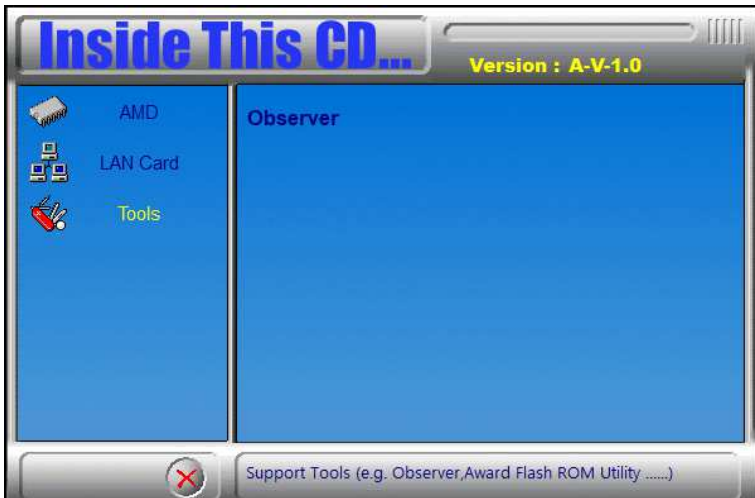 Inside This CD...
Version : A-V-1.0
AMD
Observer
LAN Card
Tools
Support Tools (e.g. Observer,Award Flash ROM Utility ......)